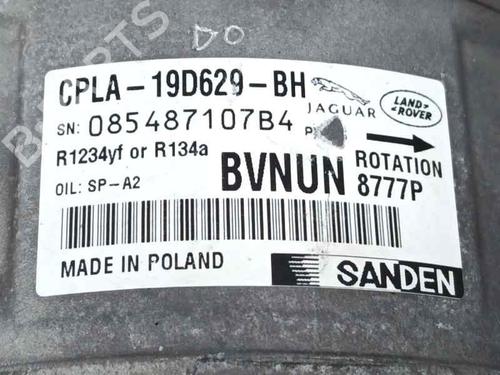 DO
CPLA-19D629-BH
JAGUAR
LAND ROVER
SN: 085487107B4
R1234yf or R134a
BVNUN
ROTATION
8777P
OIL: SP-A2
MADE IN POLAND
SANDEN